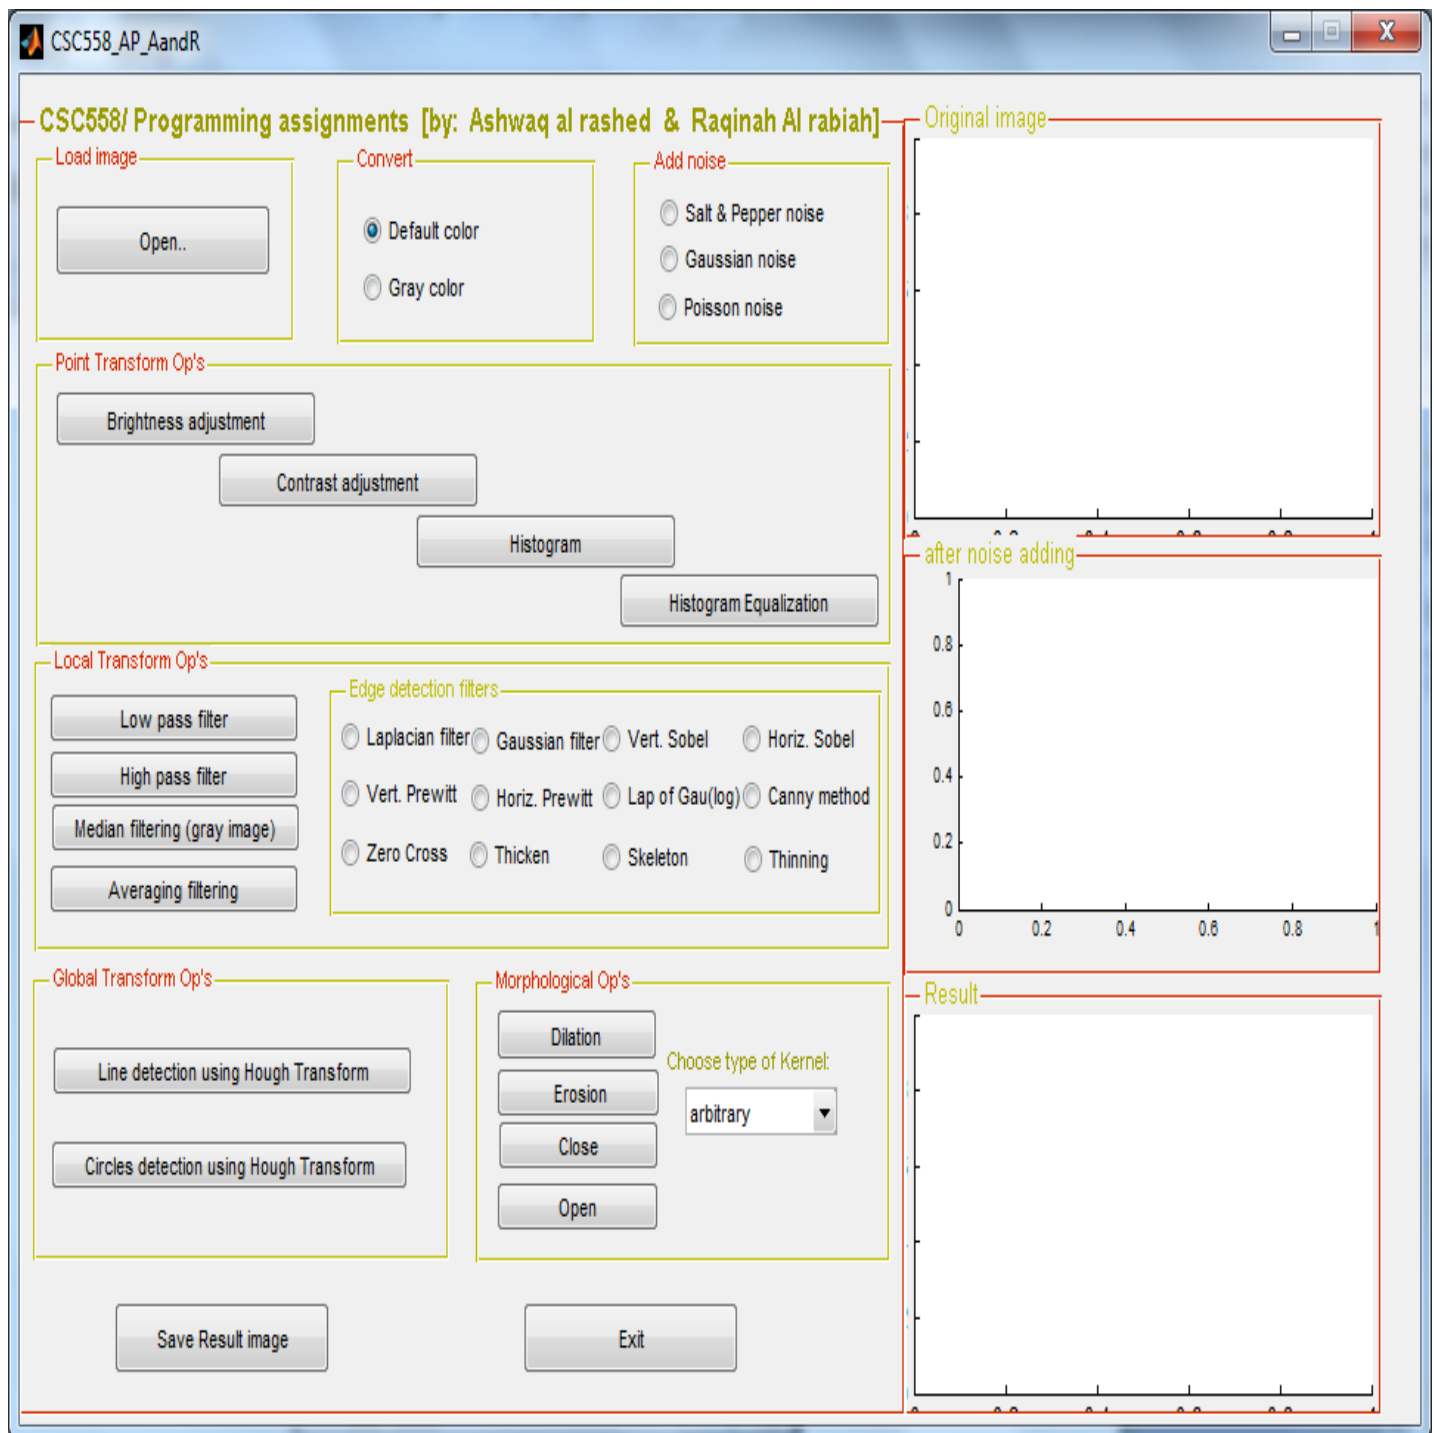 CSC558_AP_AandR
CSC558/ Programming assignments [by: Ashwaq al rashed & Raqinah Al rabiah]
Load image
Open..
Convert
Default color
Gray color
Add noise
Salt & Pepper noise
Gaussian noise
Poisson noise
Point Transform Op's
Brightness adjustment
Contrast adjustment
Histogram
Histogram Equalization
Local Transform Op's
Low pass filter
High pass filter
Median filtering (gray image)
Averaging filtering
Edge detection filters
Laplacian filter Gaussian filter Vert. Sobel Horiz. Sobel
Vert. Prewitt Horiz. Prewitt Lap of Gau(log) Canny method
Zero Cross Thicken Skeleton Thinning
Global Transform Op's
Line detection using Hough Transform
Circles detection using Hough Transform
Morphological Op's
Dilation
Erosion
Close
Open
Choose type of Kernel:
arbitrary
Save Result image
Exit
Original image
after noise adding
1
0.8
0.6
0.4
0.2
0
0 0.2 0.4 0.6 0.8 1
Result